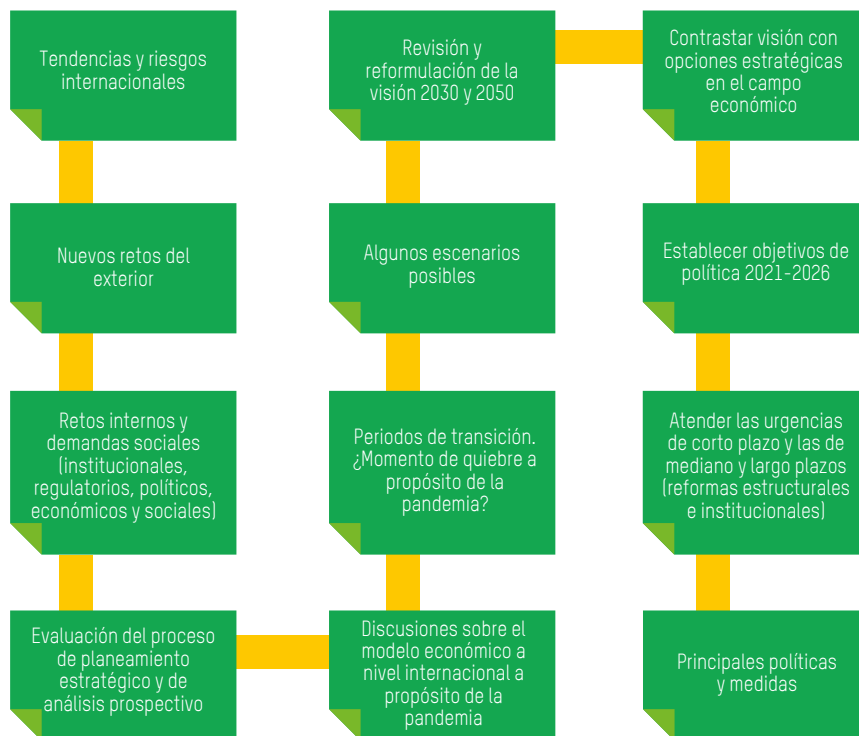 Tendencias y riesgos
internacionales
Nuevos retos del
exterior
Retos internos y
demandas sociales
(institucionales,
regulatorios, políticos,
económicos y sociales)
Evaluación del proceso
de planeamiento
estratégico y de
análisis prospectivo
Discusiones sobre el
modelo económico a
nivel internacional a
propósito de la
pandemia
Periodos de transición.
¿Momento de quiebre a
propósito de la
pandemia?
Algunos escenarios
posibles
Revisión y
reformulación de la
visión 2030 y 2050
Contrastar visión con
opciones estratégicas
en el campo
económico
Establecer objetivos de
política 2021-2026
Atender las urgencias
de corto plazo y las de
mediano y largo plazos
(reformas estructurales
e institucionales)
Principales políticas
y medidas